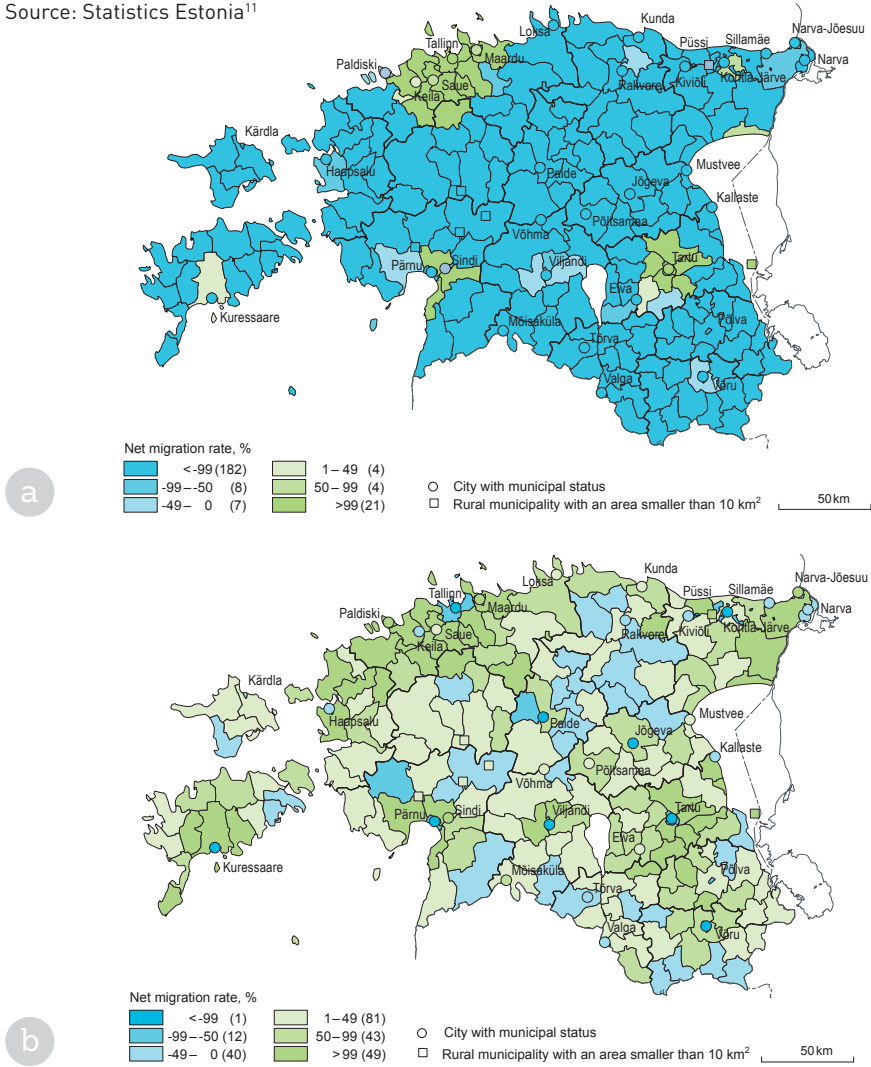 Source: Statistics Estonia¹¹
Kunda
Loksa
Narva-Jõesuu
Tallinn
Püssi
Sillamäe
Maardu
Narva
Paldiski
Rakvere
Kiviõli
Kohtla-Järve
Saue
Keila
Kärdla
Haapsalu
Paide
Mustvee
Jõgeva
Kallaste
Võhma
Põltsamaa
Pärnu
Sindi
Viljandi
Tartu
Elva
Kuressaare
Mõisaküla
Põlva
Tõrva
Valga
Võru
Net migration rate, %
<-99 (182)
1–49 (4)
-99–-50 (8)
50–99 (4)
City with municipal status
-49– 0 (7)
>99 (21)
Rural municipality with an area smaller than 10 km²
50 km
a
Kunda
Loksa
Narva-Jõesuu
Tallinn
Püssi
Sillamäe
Maardu
Narva
Paldiski
Rakvere
Kiviõli
Kohtla-Järve
Saue
Keila
Kärdla
Haapsalu
Paide
Mustvee
Jõgeva
Kallaste
Võhma
Põltsamaa
Pärnu
Sindi
Viljandi
Tartu
Elva
Kuressaare
Mõisaküla
Põlva
Tõrva
Valga
Võru
Net migration rate, %
<-99 (1)
1–49 (81)
-99–-50 (12)
50–99 (43)
City with municipal status
-49– 0 (40)
>99 (49)
Rural municipality with an area smaller than 10 km²
50 km
b